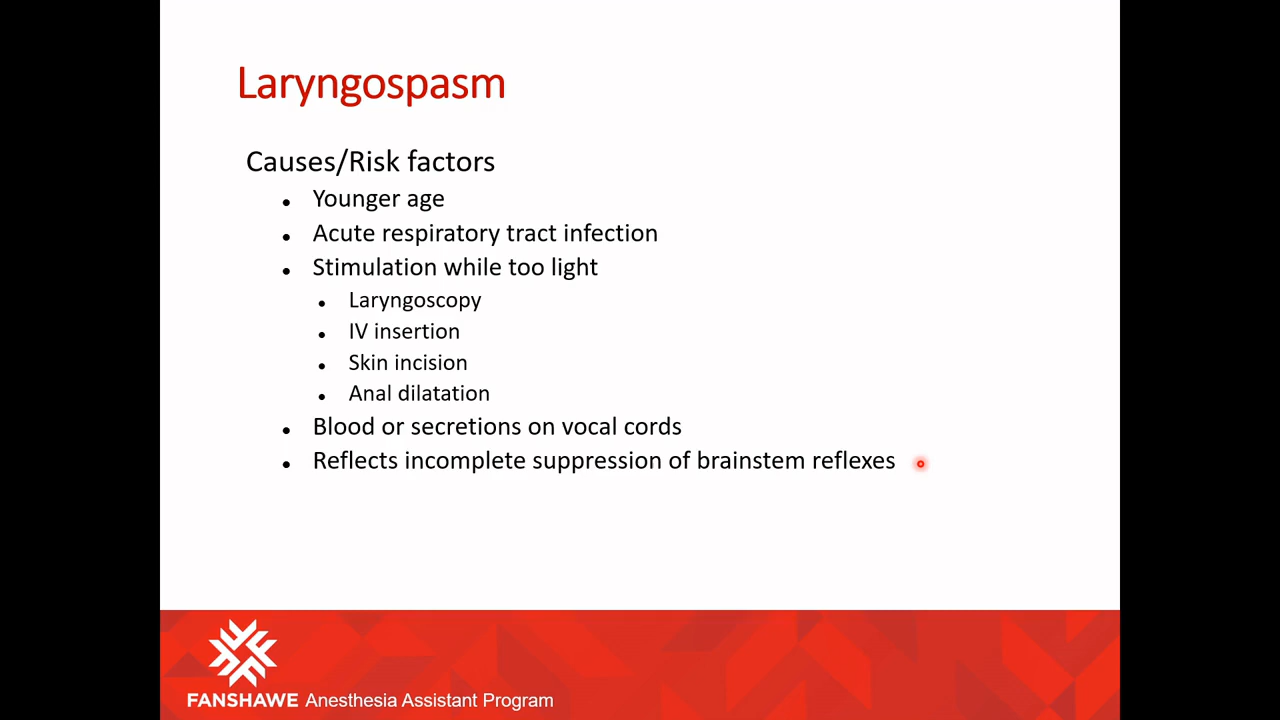 Laryngospasm
Causes/Risk factors
• Younger age
• Acute respiratory tract infection
• Stimulation while too light
• Laryngoscopy
• IV insertion
• Skin incision
• Anal dilatation
• Blood or secretions on vocal cords
• Reflects incomplete suppression of brainstem reflexes
FANSHAWE Anesthesia Assistant Program